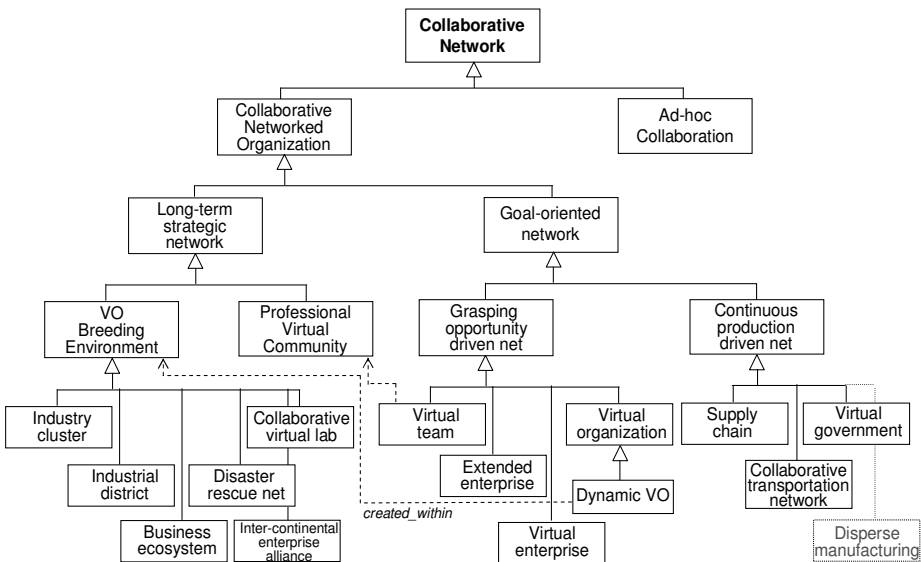 Collaborative
Network
Collaborative
Networked
Organization
Ad-hoc
Collaboration
Long-term
strategic
network
Goal-oriented
network
VO
Breeding
Environment
Professional
Virtual
Community
Grasping
opportunity
driven net
Continuous
production
driven net
Industry
cluster
Collaborative
virtual lab
Virtual
team
Virtual
organization
Supply
chain
Virtual
government
Industrial
district
Disaster
rescue net
Extended
enterprise
Collaborative
transportation
network
Dynamic VO
created_within
Business
ecosystem
Inter-continental
enterprise
alliance
Virtual
enterprise
Disperse
manufacturing